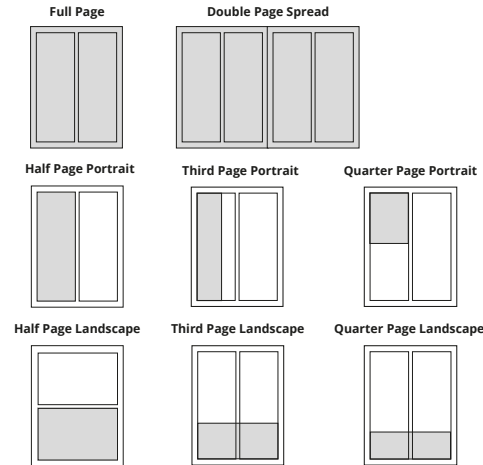 Full Page
Double Page Spread
Half Page Portrait
Third Page Portrait
Quarter Page Portrait
Half Page Landscape
Third Page Landscape
Quarter Page Landscape